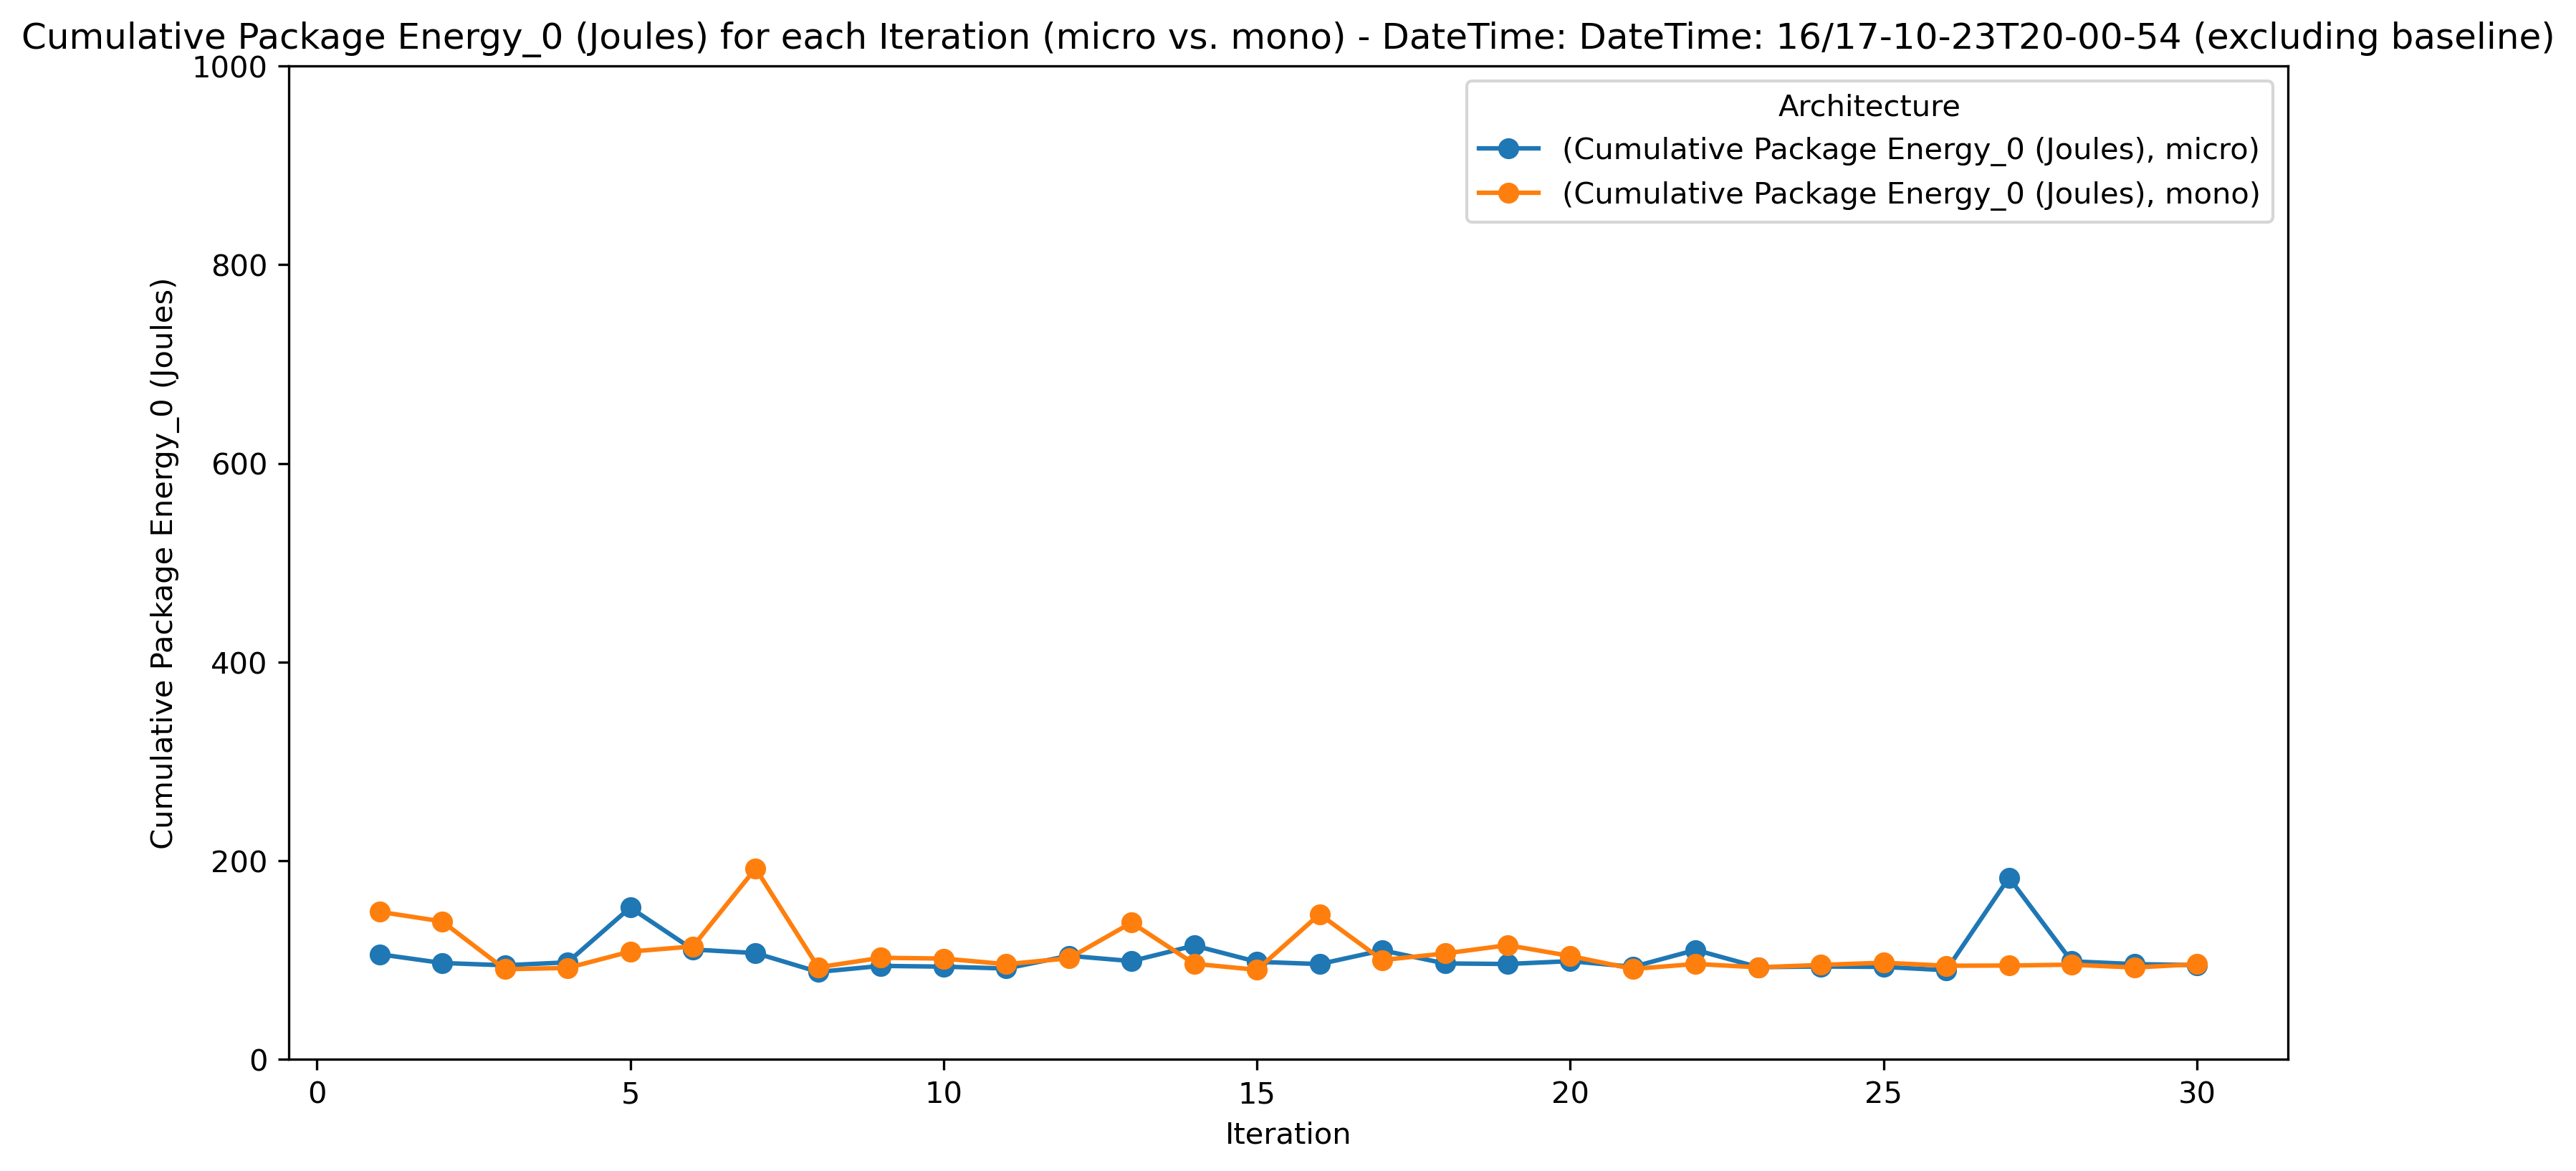 Cumulative Package Energy_0 (Joules) for each Iteration (micro vs. mono) - DateTime: DateTime: 16/17-10-23T20-00-54 (excluding baseline)
1000
800
600
400
200
0
Cumulative Package Energy_0 (Joules)
Architecture
(Cumulative Package Energy_0 (Joules), micro)
(Cumulative Package Energy_0 (Joules), mono)
0 5 10 15 20 25 30
Iteration